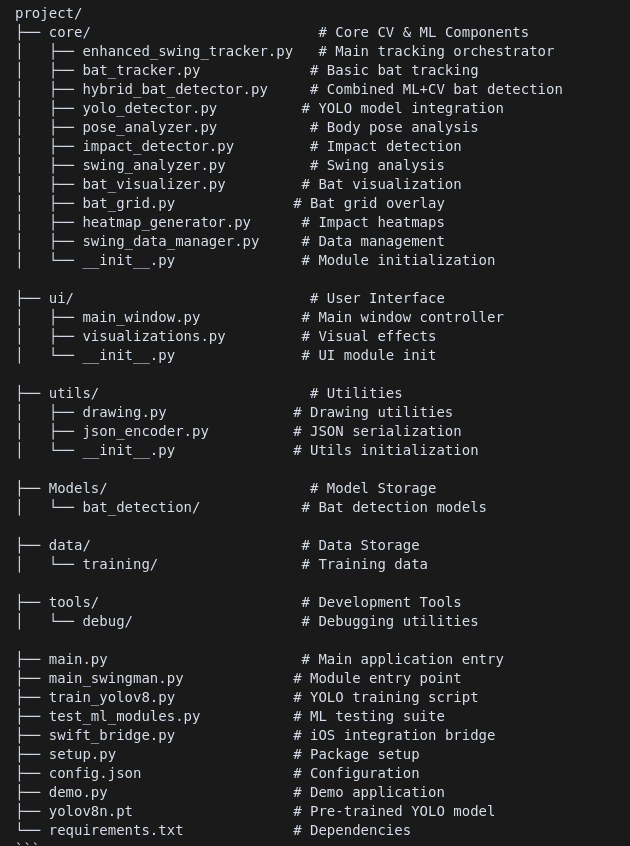 project/
├── core/                           # Core CV & ML Components
│   ├── enhanced_swing_tracker.py   # Main tracking orchestrator
│   ├── bat_tracker.py             # Basic bat tracking
│   ├── hybrid_bat_detector.py     # Combined ML+CV bat detection
│   ├── yolo_detector.py          # YOLO model integration
│   ├── pose_analyzer.py           # Body pose analysis
│   ├── impact_detector.py         # Impact detection
│   ├── swing_analyzer.py          # Swing analysis
│   ├── bat_visualizer.py         # Bat visualization
│   ├── bat_grid.py              # Bat grid overlay
│   ├── heatmap_generator.py      # Impact heatmaps
│   ├── swing_data_manager.py     # Data management
│   └── __init__.py               # Module initialization

├── ui/                            # User Interface
│   ├── main_window.py            # Main window controller
│   ├── visualizations.py         # Visual effects
│   └── __init__.py               # UI module init

├── utils/                         # Utilities
│   ├── drawing.py               # Drawing utilities
│   ├── json_encoder.py          # JSON serialization
│   └── __init__.py              # Utils initialization

├── Models/                        # Model Storage
│   └── bat_detection/            # Bat detection models

├── data/                         # Data Storage
│   └── training/                 # Training data

├── tools/                        # Development Tools
│   └── debug/                    # Debugging utilities

├── main.py                       # Main application entry
├── main_swingman.py             # Module entry point
├── train_yolov8.py              # YOLO training script
├── test_ml_modules.py           # ML testing suite
├── swift_bridge.py              # iOS integration bridge
├── setup.py                     # Package setup
├── config.json                  # Configuration
├── demo.py                      # Demo application
├── yolov8n.pt                   # Pre-trained YOLO model
└── requirements.txt             # Dependencies
```